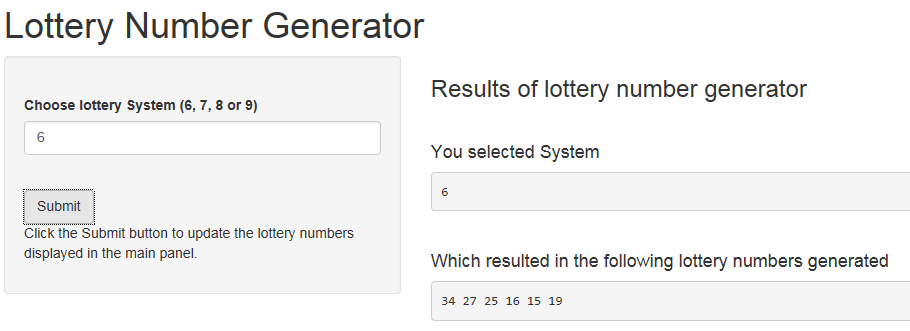 Lottery Number Generator
Choose lottery System (6, 7, 8 or 9)
6
Submit
Click the Submit button to update the lottery numbers
displayed in the main panel.
Results of lottery number generator
You selected System
6
Which resulted in the following lottery numbers generated
34 27 25 16 15 19